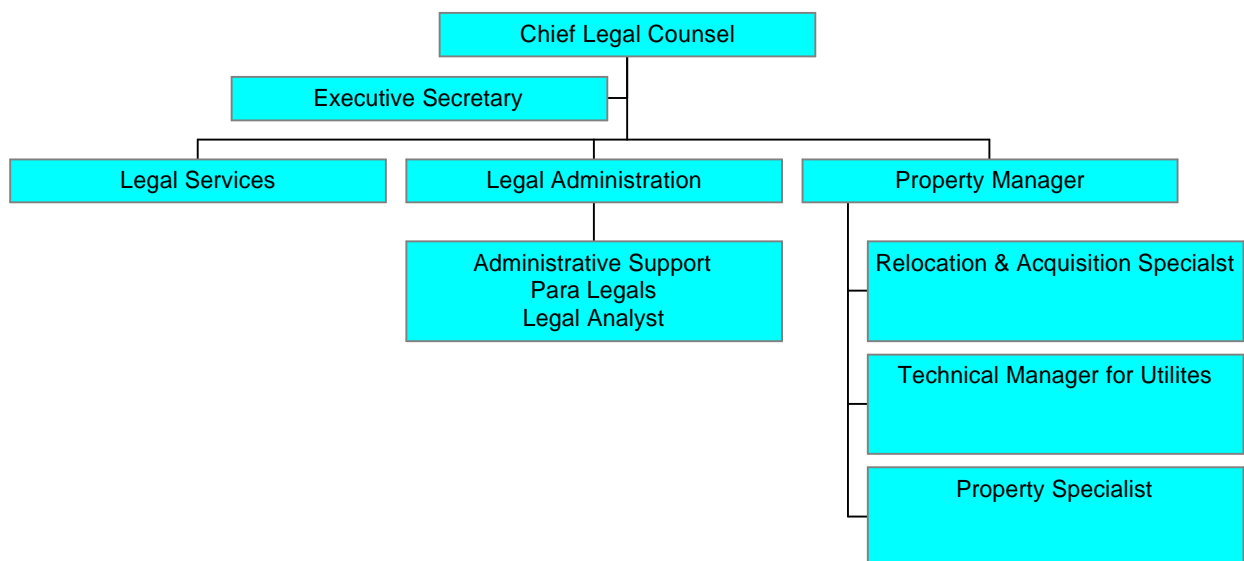 Chief Legal Counsel
Executive Secretary
Legal Services
Legal Administration
Property Manager
Administrative Support
Para Legals
Legal Analyst
Relocation & Acquisition Specialst
Technical Manager for Utilites
Property Specialist